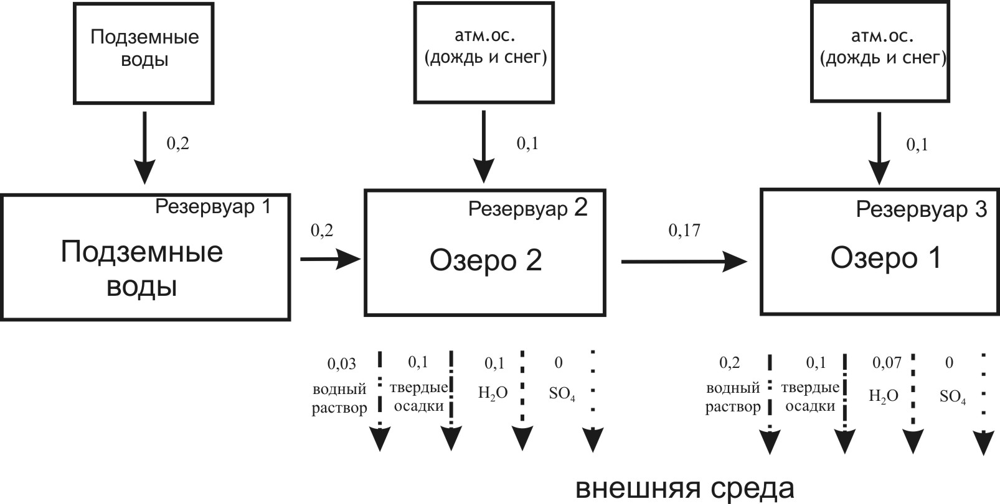 Подземные
воды
атм.ос.
(дождь и снег)
атм.ос.
(дождь и снег)
0,2
0,1
0,1
Резервуар 1
Подземные
воды
0,2
Резервуар 2
Озеро 2
0,17
Резервуар 3
Озеро 1
0,03
водный
раствор
0,1
твердые
осадки
0,1
H₂O
0
SO₄
0,2
водный
раствор
0,1
твердые
осадки
0,07
H₂O
0
SO₄
внешняя среда